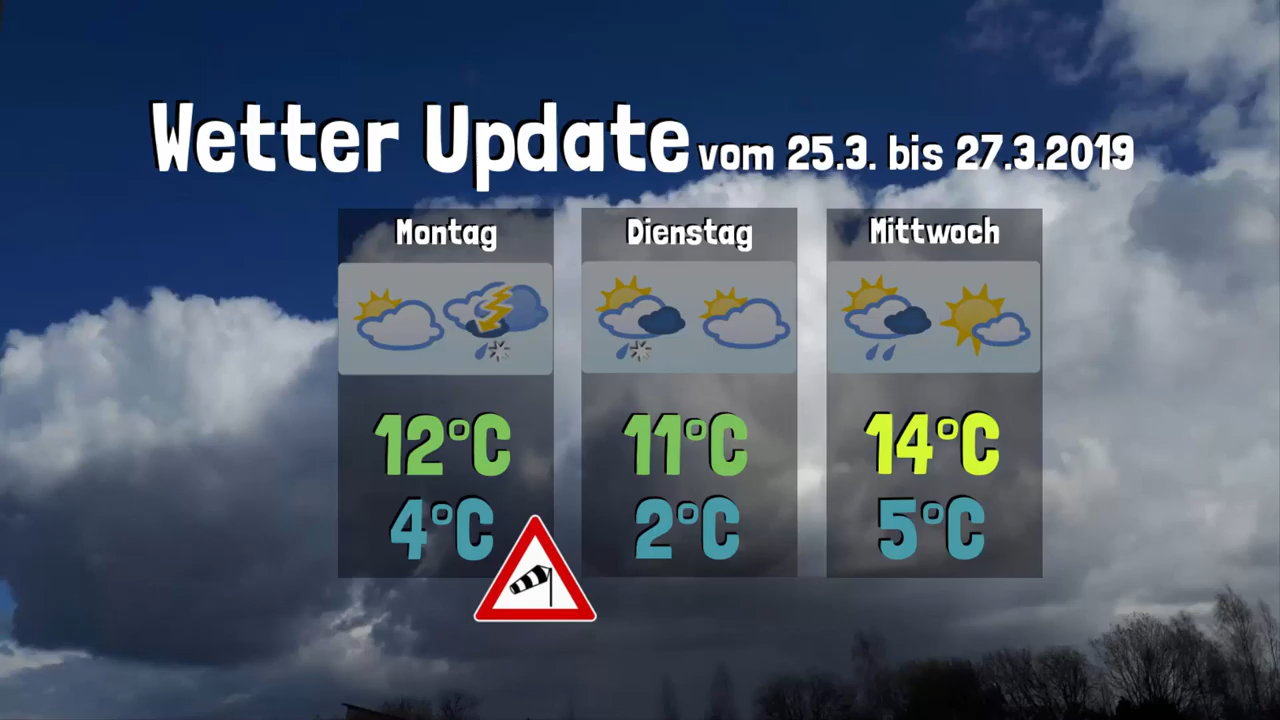 Wetter Update vom 25.3. bis 27.3.2019
Montag Dienstag Mittwoch
12°C 11°C 14°C
4°C 2°C 5°C